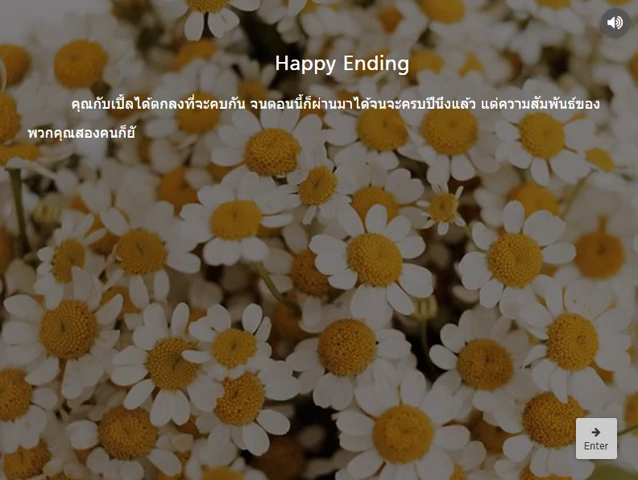 Happy Ending
คุณกับเปิ้ลได้ตกลงที่จะคบกัน จนตอนนี้ก็ผ่านมาได้จนจะครบปีนึงแล้ว แต่ความสัมพันธ์ของ
พวกคุณสองคนก็ยั
Enter